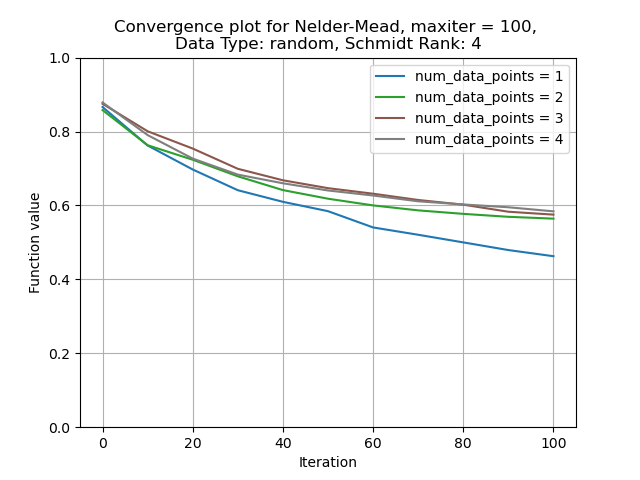 Convergence plot for Nelder-Mead, maxiter = 100,
Data Type: random, Schmidt Rank: 4
num_data_points = 1
num_data_points = 2
num_data_points = 3
num_data_points = 4
Function value
1.0
0.8
0.6
0.4
0.2
0.0
0 20 40 60 80 100
Iteration